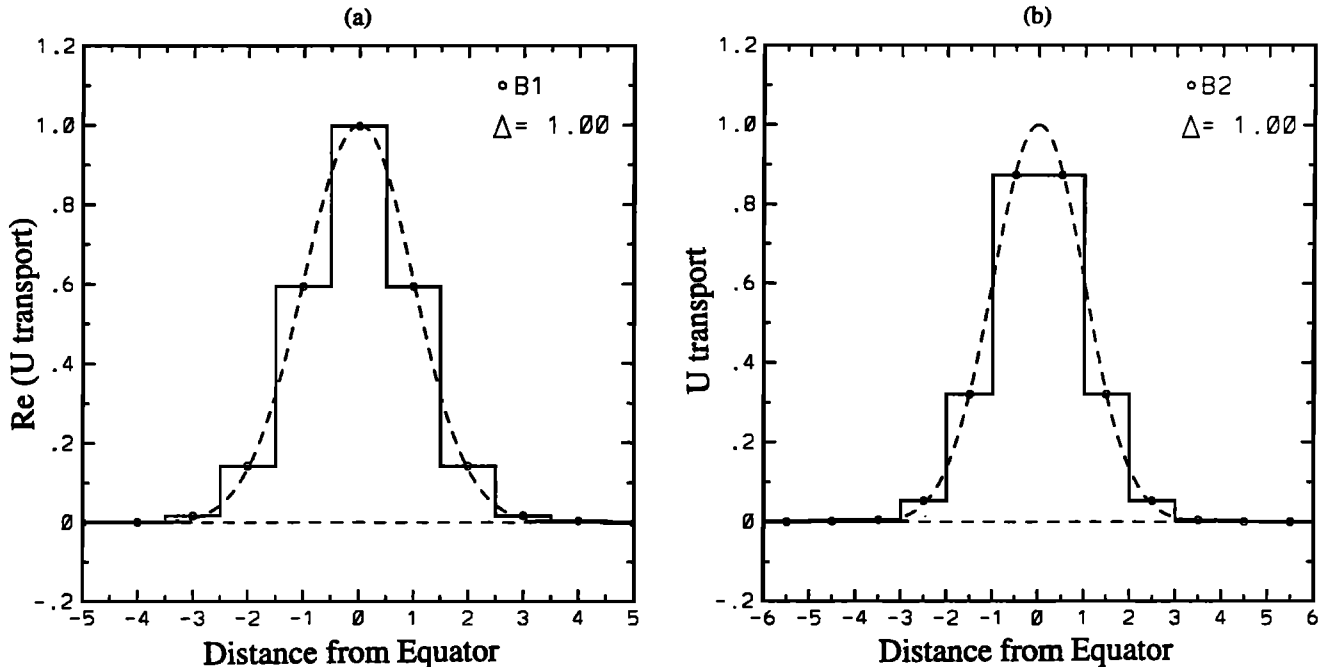 (a)
1.2
1.0
.8
.6
.4
.2
0
-.2
Re (U transport)
B1
Δ= 1.00
-5 -4 -3 -2 -1 0 1 2 3 4 5
Distance from Equator
(b)
1.2
1.0
.8
.6
.4
.2
0
-.2
U transport
B2
Δ= 1.00
-6 -5 -4 -3 -2 -1 0 1 2 3 4 5 6
Distance from Equator